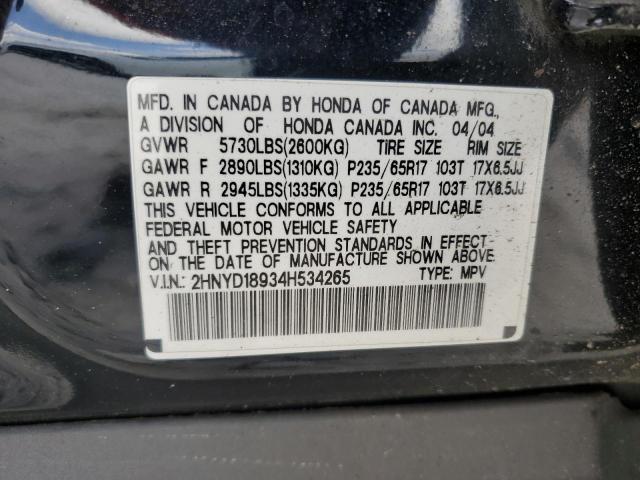 MFD. IN CANADA BY HONDA OF CANADA MFG.,
A DIVISION OF HONDA CANADA INC. 04/04
GVWR 5730LBS(2600KG) TIRE SIZE RIM SIZE
GAWR F 2890LBS(1310KG) P235/65R17 103T 17X6.5JJ
GAWR R 2945LBS(1335KG) P235/65R17 103T 17X6.5JJ
THIS VEHICLE CONFORMS TO ALL APPLICABLE
FEDERAL MOTOR VEHICLE SAFETY
AND THEFT PREVENTION STANDARDS IN EFFECT
ON THE DATE OF MANUFACTURE SHOWN ABOVE.
V.I.N.: 2HNYD18934H534265 TYPE: MPV